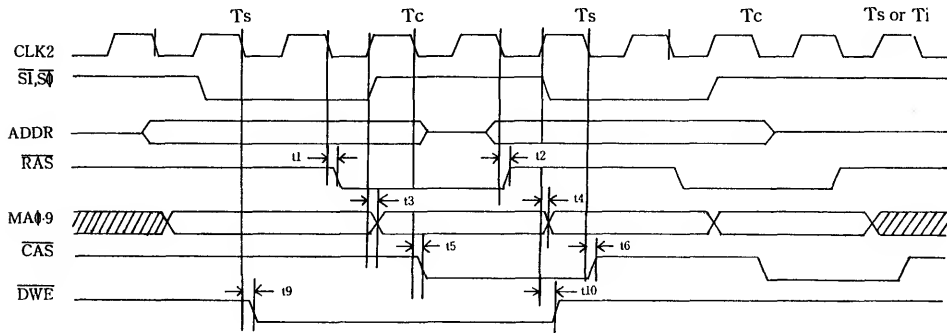 Ts Tc Ts Tc Ts or Ti
CLK2
S1,S0
ADDR
RAS
t1 t2
t3 t4
MA0-9
CAS
t5 t6
DWE
t9 t10